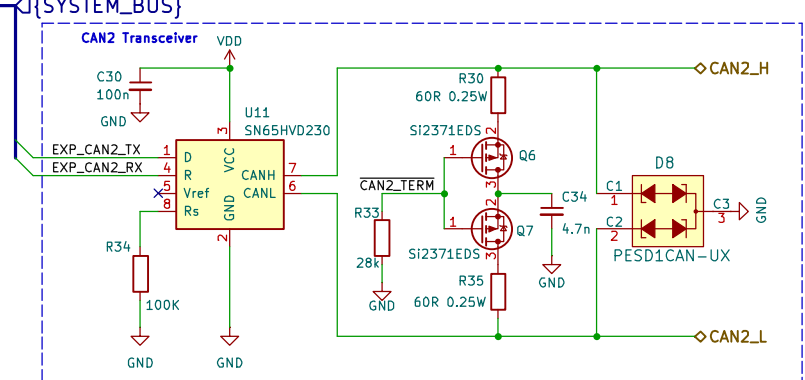 {SYSTEM_BUS}
CAN2 Transceiver
VDD
C30
100n
GND
U11
SN65HVD230
EXP_CAN2_TX
EXP_CAN2_RX
1
4
5
8
3
2
7
6
D
R
Vref
Rs
VCC
GND
CANH
CANL
R34
100K
GND
GND
CAN2_TERM
R33
28k
GND
R30
60R 0.25W
Si2371EDS
2
1
Q6
3
2
1
Q7
Si2371EDS
3
R35
60R 0.25W
C34
4.7n
GND
D8
C1
1
C2
2
C3
3
GND
PESD1CAN-UX
CAN2_H
CAN2_L